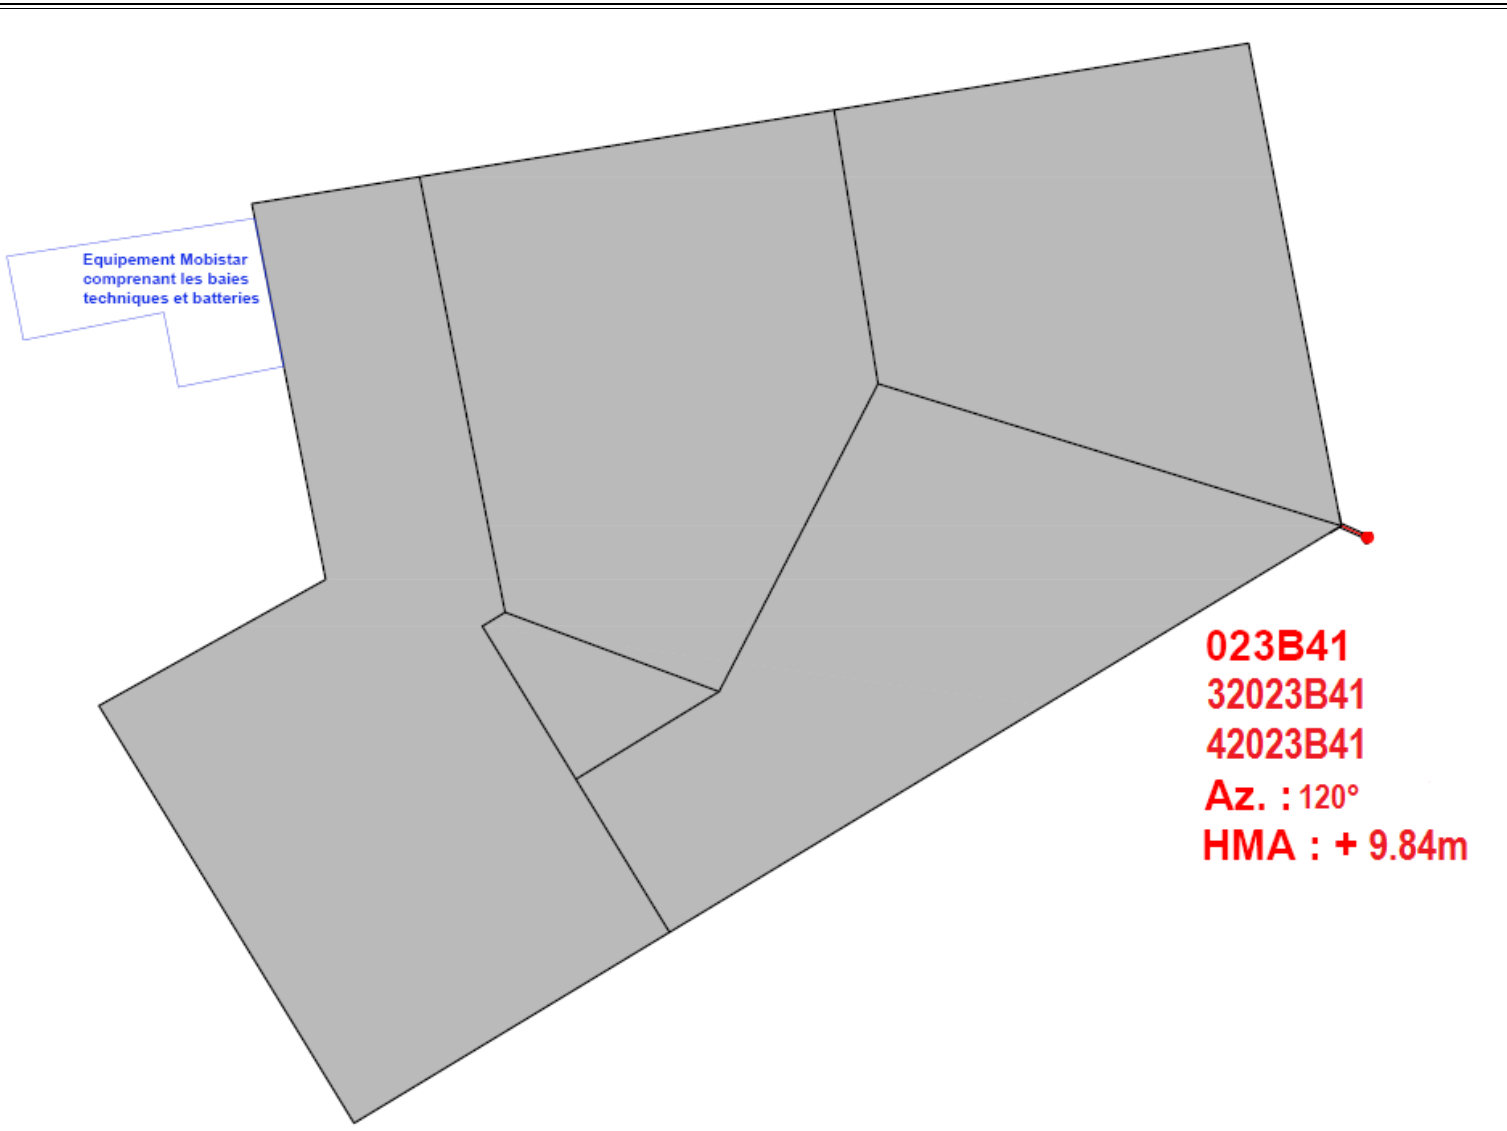 Equipement Mobistar
comprenant les baies
techniques et batteries
023B41
32023B41
42023B41
Az. : 120°
HMA : + 9.84m